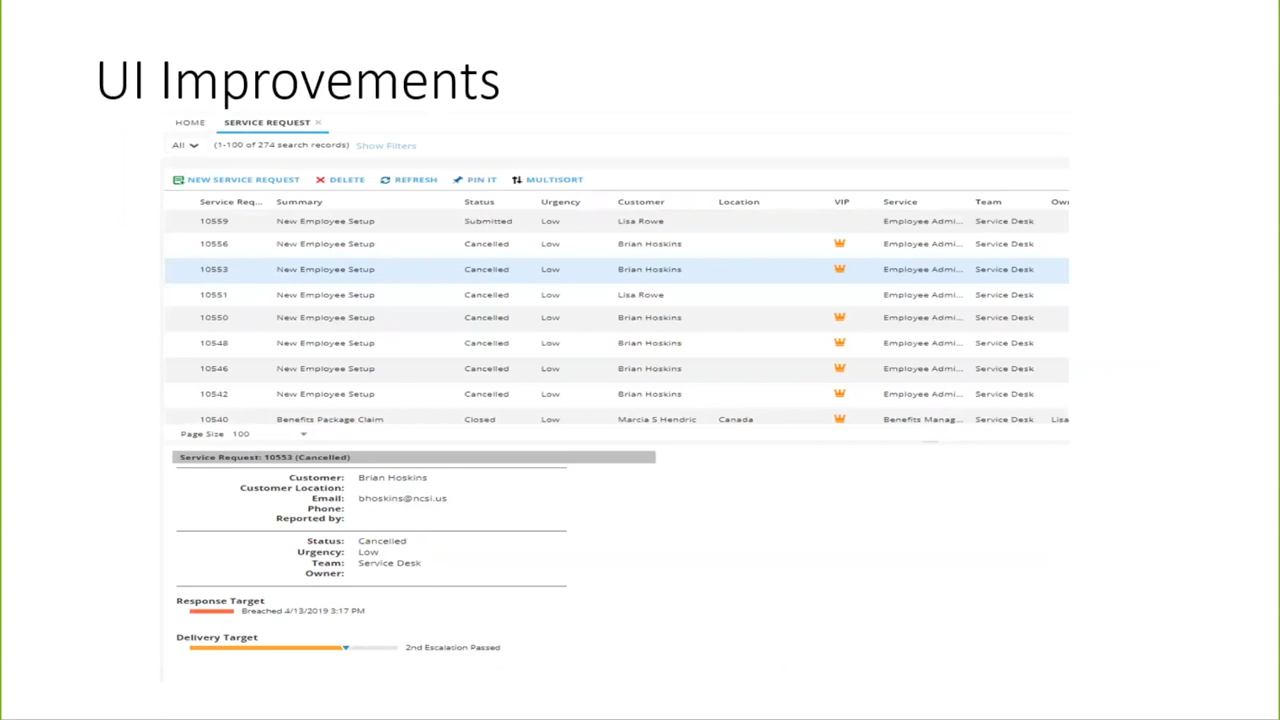 UI Improvements
HOME SERVICE REQUEST ×
All (1-100 of 274 search records) Show Filters
NEW SERVICE REQUEST DELETE REFRESH PIN IT MULTISORT
Service Req... Summary Status Urgency Customer Location VIP Service Team Own
10559 New Employee Setup Submitted Low Lisa Rowe Employee Admi... Service Desk
10556 New Employee Setup Cancelled Low Brian Hoskins Employee Admi... Service Desk
10553 New Employee Setup Cancelled Low Brian Hoskins Employee Admi... Service Desk
10551 New Employee Setup Cancelled Low Lisa Rowe Employee Admi... Service Desk
10550 New Employee Setup Cancelled Low Brian Hoskins Employee Admi... Service Desk
10548 New Employee Setup Cancelled Low Brian Hoskins Employee Admi... Service Desk
10546 New Employee Setup Cancelled Low Brian Hoskins Employee Admi... Service Desk
10542 New Employee Setup Cancelled Low Brian Hoskins Employee Admi... Service Desk
10540 Benefits Package Claim Closed Low Marcia S Hendric Canada Benefits Manag... Service Desk Lisa
Page Size 100
Service Request: 10553 (Cancelled)
Customer: Brian Hoskins
Customer Location:
Email: bhoskins@ncsi.us
Phone:
Reported by:
Status: Cancelled
Urgency: Low
Team: Service Desk
Owner:
Response Target
Breached 4/13/2019 3:17 PM
Delivery Target
2nd Escalation Passed